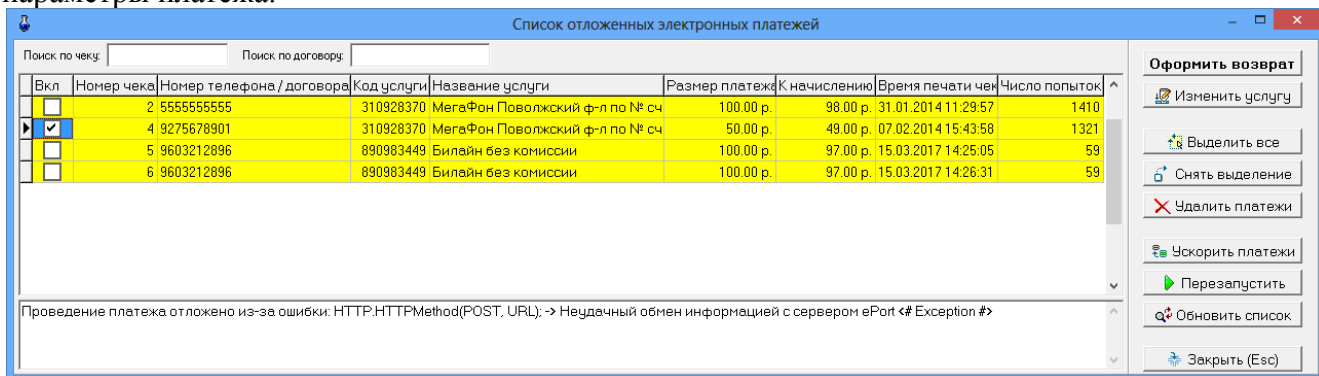 параметры платежа.
Список отложенных электронных платежей
Поиск по чеку: Поиск по договору:
Вкл Номер чека Номер телефона / договора Код услуги Название услуги Размер платежа К начислению Время печати чек Число попыток
2 5555555555 310928370 МегаФон Поволжский ф-л по № сч 100.00 р. 98.00 р. 31.01.2014 11:29:57 1410
4 9275678901 310928370 МегаФон Поволжский ф-л по № сч 50.00 р. 49.00 р. 07.02.2014 15:43:58 1321
5 9603212896 890983449 Билайн без комиссии 100.00 р. 97.00 р. 15.03.2017 14:25:05 59
6 9603212896 890983449 Билайн без комиссии 100.00 р. 97.00 р. 15.03.2017 14:26:31 59
Проведение платежа отложено из-за ошибки: HTTP.HTTPMethod(POST, URL); -> Неудачный обмен информацией с сервером ePort <# Exception #>
Оформить возврат
Изменить услугу
Выделить все
Снять выделение
Удалить платежи
Ускорить платежи
Перезапустить
Обновить список
Закрыть (Esc)